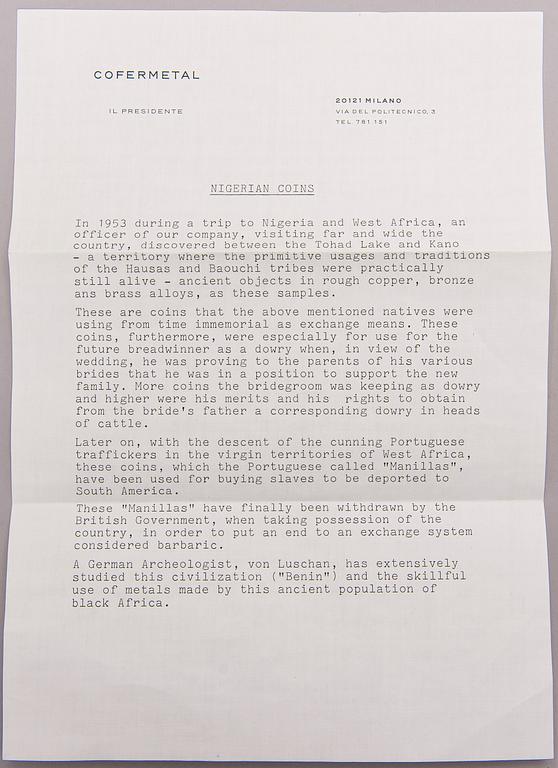 COFERMETAL
IL PRESIDENTE
20121 MILANO
VIA DEL POLITECNICO, 3
TEL. 781 151
NIGERIAN COINS
In 1953 during a trip to Nigeria and West Africa, an
officer of our company, visiting far and wide the
country, discovered between the Tohad Lake and Kano
- a territory where the primitive usages and traditions
of the Hausas and Baouchi tribes were practically
still alive - ancient objects in rough copper, bronze
ans brass alloys, as these samples.
These are coins that the above mentioned natives were
using from time immemorial as exchange means. These
coins, furthermore, were especially for use for the
future breadwinner as a dowry when, in view of the
wedding, he was proving to the parents of his various
brides that he was in a position to support the new
family. More coins the bridegroom was keeping as dowry
and higher were his merits and his rights to obtain
from the bride's father a corresponding dowry in heads
of cattle.
Later on, with the descent of the cunning Portuguese
traffickers in the virgin territories of West Africa,
these coins, which the Portuguese called "Manillas",
have been used for buying slaves to be deported to
South America.
These "Manillas" have finally been withdrawn by the
British Government, when taking possession of the
country, in order to put an end to an exchange system
considered barbaric.
A German Archeologist, von Luschan, has extensively
studied this civilization ("Benin") and the skillful
use of metals made by this ancient population of
black Africa.